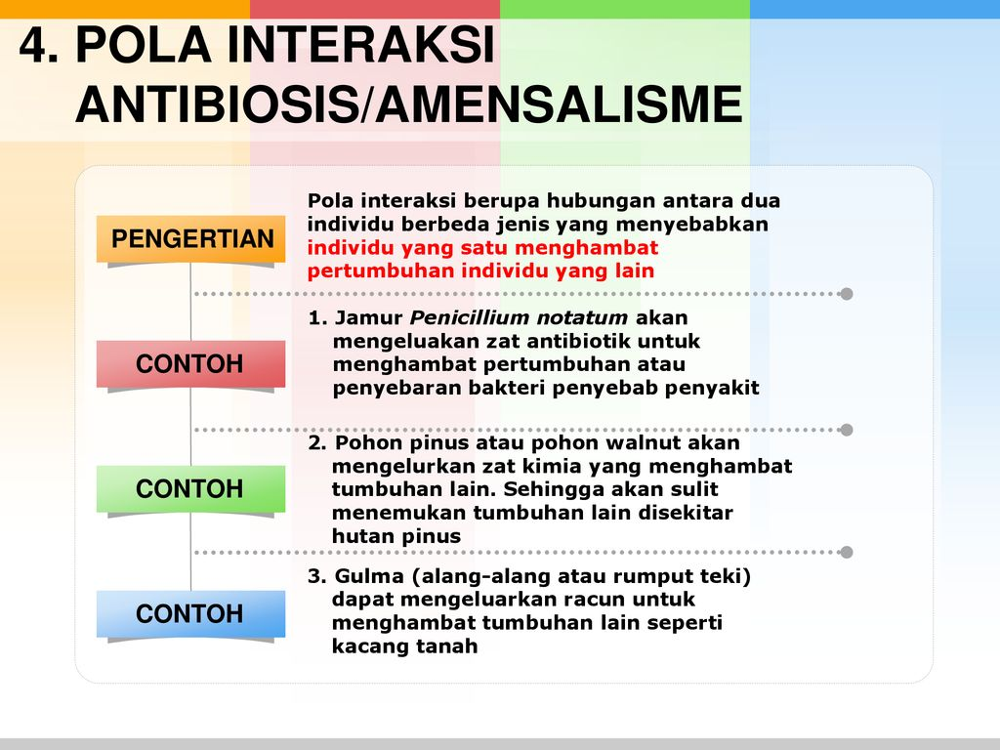 4. POLA INTERAKSI
ANTIBIOSIS/AMENSALISME
PENGERTIAN
Pola interaksi berupa hubungan antara dua
individu berbeda jenis yang menyebabkan
individu yang satu menghambat
pertumbuhan individu yang lain
CONTOH
1. Jamur Penicillium notatum akan
mengeluakan zat antibiotik untuk
menghambat pertumbuhan atau
penyebaran bakteri penyebab penyakit
CONTOH
2. Pohon pinus atau pohon walnut akan
mengelurkan zat kimia yang menghambat
tumbuhan lain. Sehingga akan sulit
menemukan tumbuhan lain disekitar
hutan pinus
CONTOH
3. Gulma (alang-alang atau rumput teki)
dapat mengeluarkan racun untuk
menghambat tumbuhan lain seperti
kacang tanah